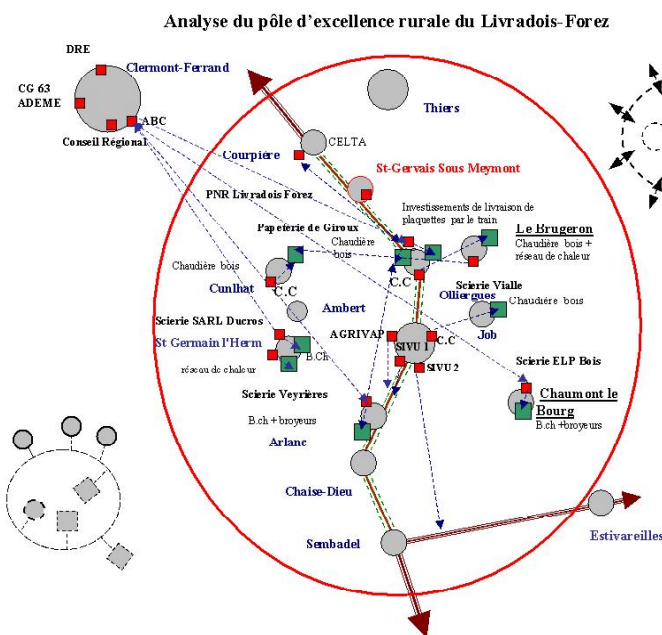 Analyse du pôle d'excellence rurale du Livradois-Forez
DRE
Clermont-Ferrand
CG 63
ADEME
ABC
Conseil Régional
Thiers
CELTA
Courpière
St-Gervais Sous Meymont
PNR Livradois Forez
Investissements de livraison de
plaquettes par le train
Papeterie de Giroux
Le Brugeron
Chaudière bois +
réseau de chaleur
Chaudière
bois
Chaudière bois
C.C
C.C
Cunlhat
Olliergues
Scierie Vialle
Chaudière bois
Ambert
Scierie SARL Ducros
AGRIVAP
C.C
Job
St Germain l'Herm
SIVU 1
B.Ch
SIVU 2
Scierie ELP Bois
réseau de chaleur
Scierie Veyrières
Chaumont le
Bourg
B.ch + broyeurs
B.ch +broyeurs
Arlanc
Chaise-Dieu
Sembadel
Estivareilles